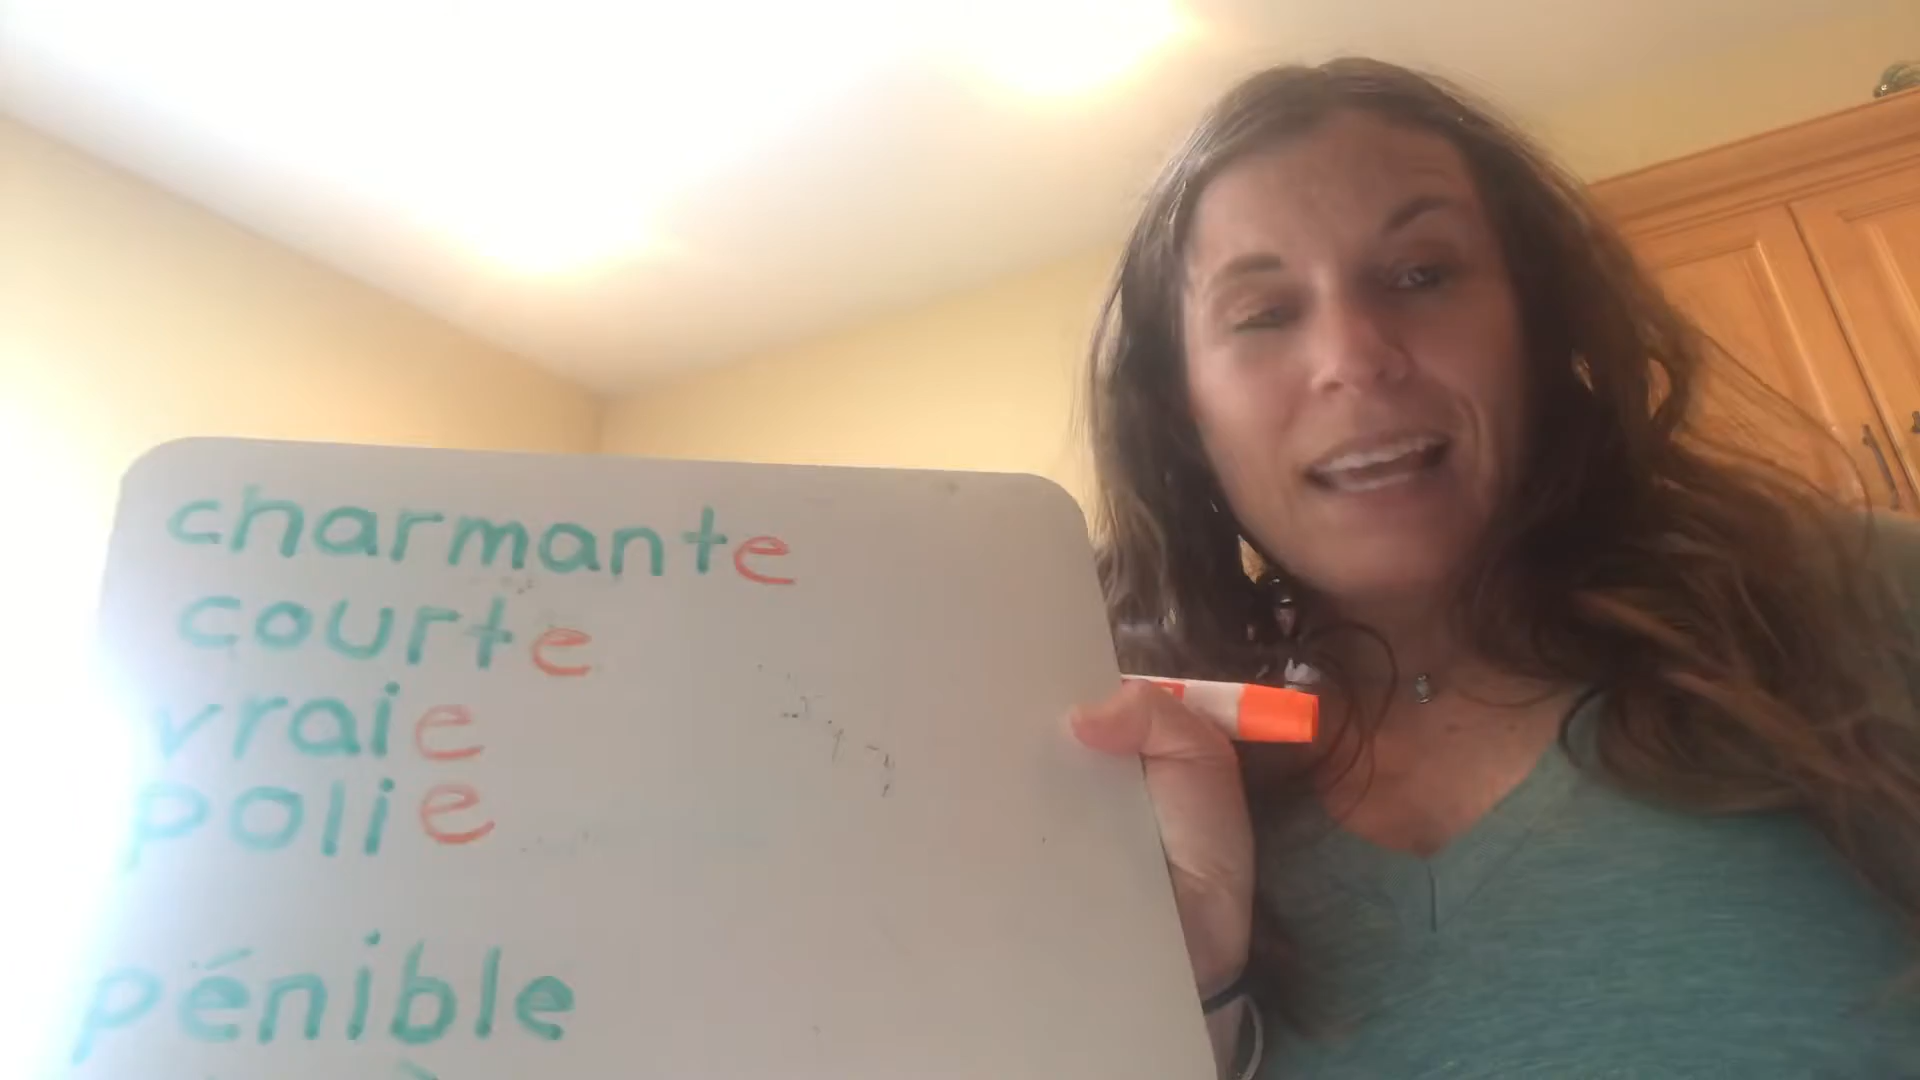 charmante
courte
vraie
polie
pénible